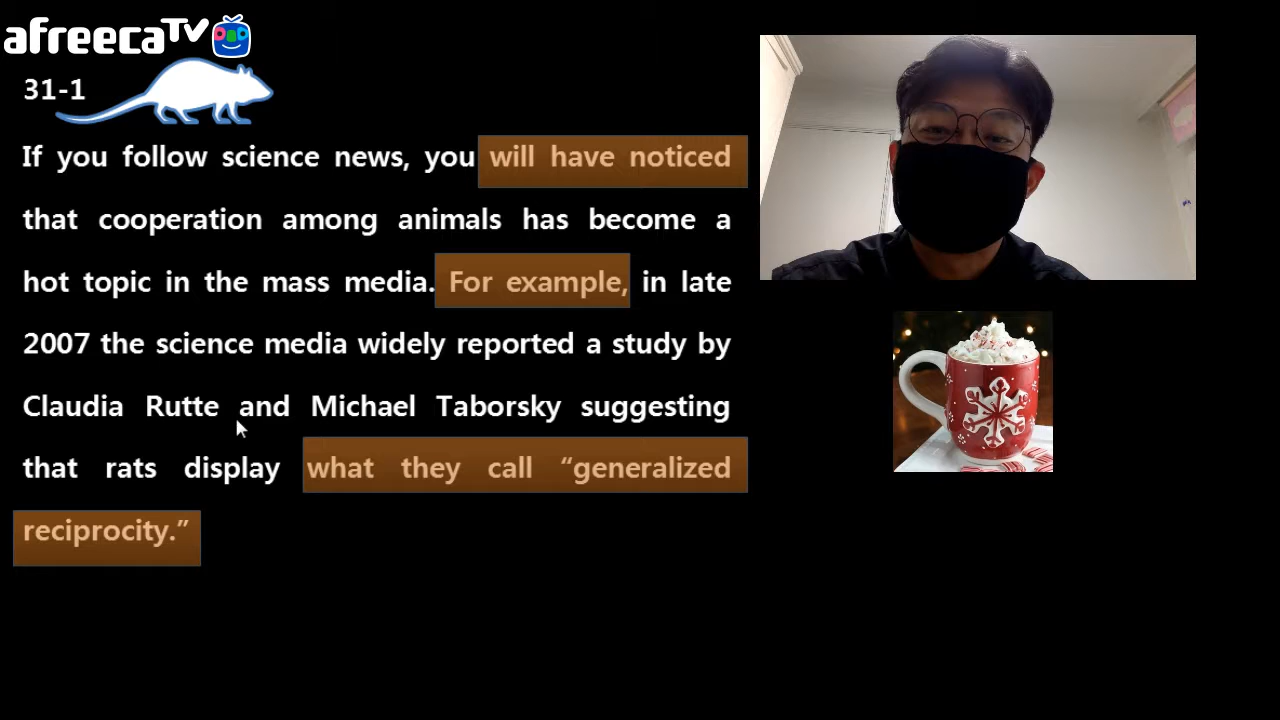 afreecaTV
31-1
If you follow science news, you will have noticed
that cooperation among animals has become a
hot topic in the mass media. For example, in late
2007 the science media widely reported a study by
Claudia Rutte and Michael Taborsky suggesting
that rats display what they call “generalized
reciprocity.”